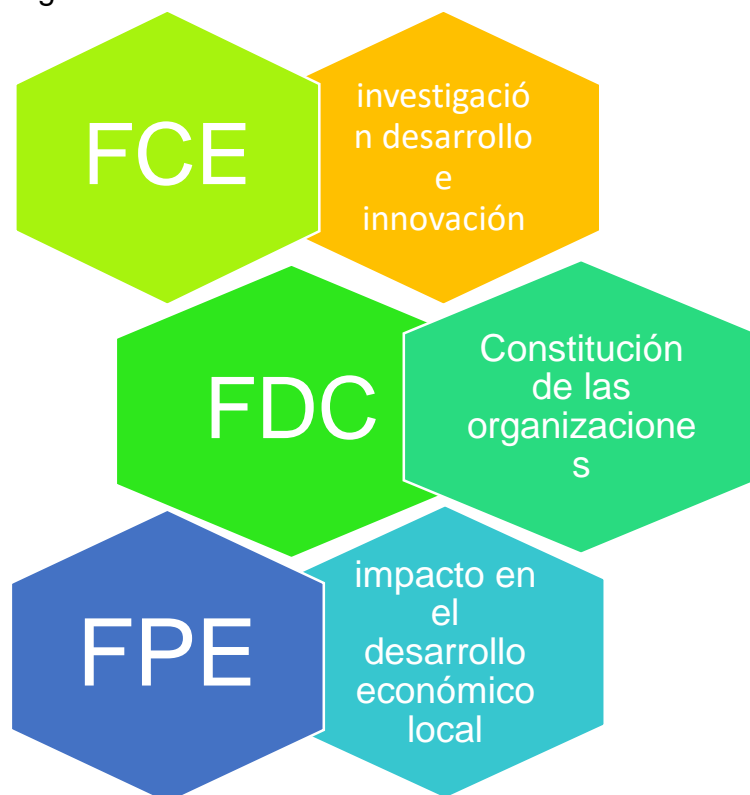 FCE
investigació
n desarrollo
e
innovación
FDC
Constitución
de las
organizacione
s
FPE
impacto en
el
desarrollo
económico
local